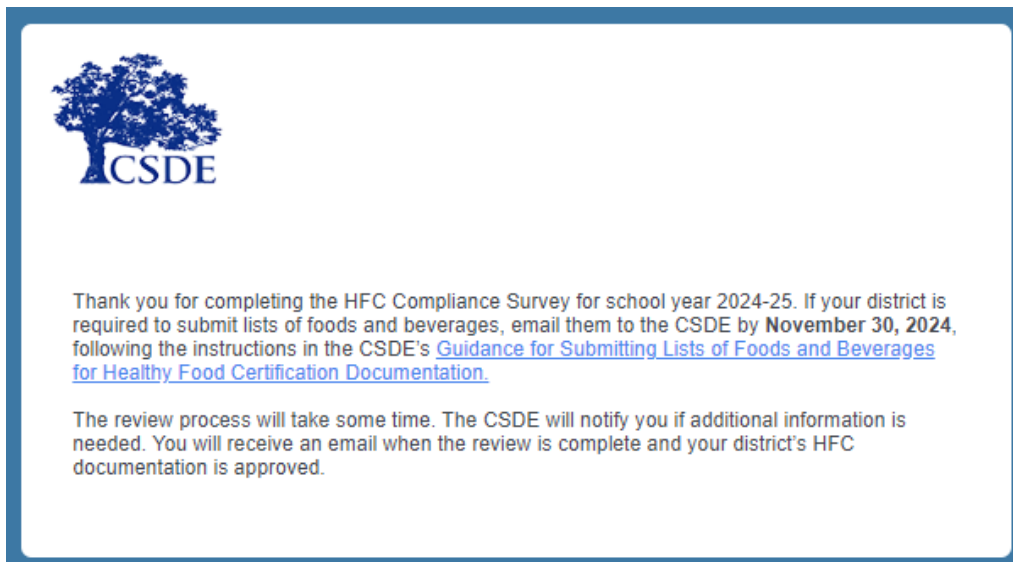 CSDE
Thank you for completing the HFC Compliance Survey for school year 2024-25. If your district is
required to submit lists of foods and beverages, email them to the CSDE by November 30, 2024,
following the instructions in the CSDE's Guidance for Submitting Lists of Foods and Beverages
for Healthy Food Certification Documentation.
The review process will take some time. The CSDE will notify you if additional information is
needed. You will receive an email when the review is complete and your district's HFC
documentation is approved.